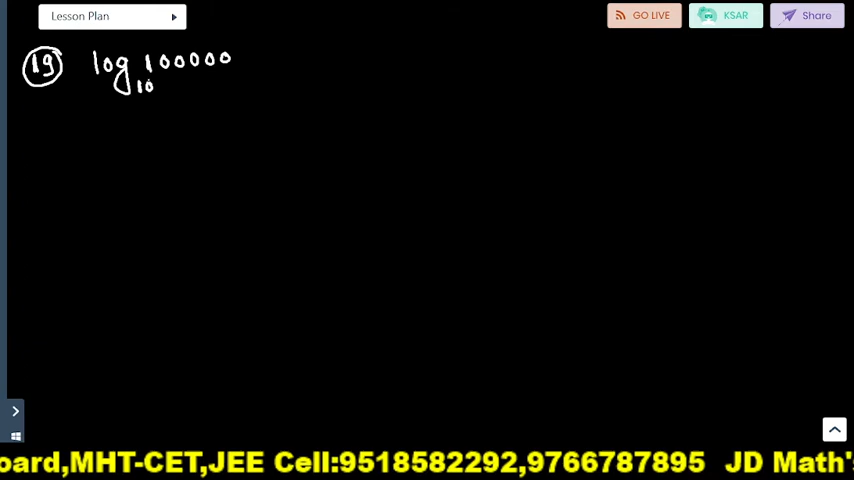 Lesson Plan
GO LIVE
KSAR
Share
19 log 100000
10
oard,MHT-CET,JEE Cell:9518582292,9766787895 JD Math's